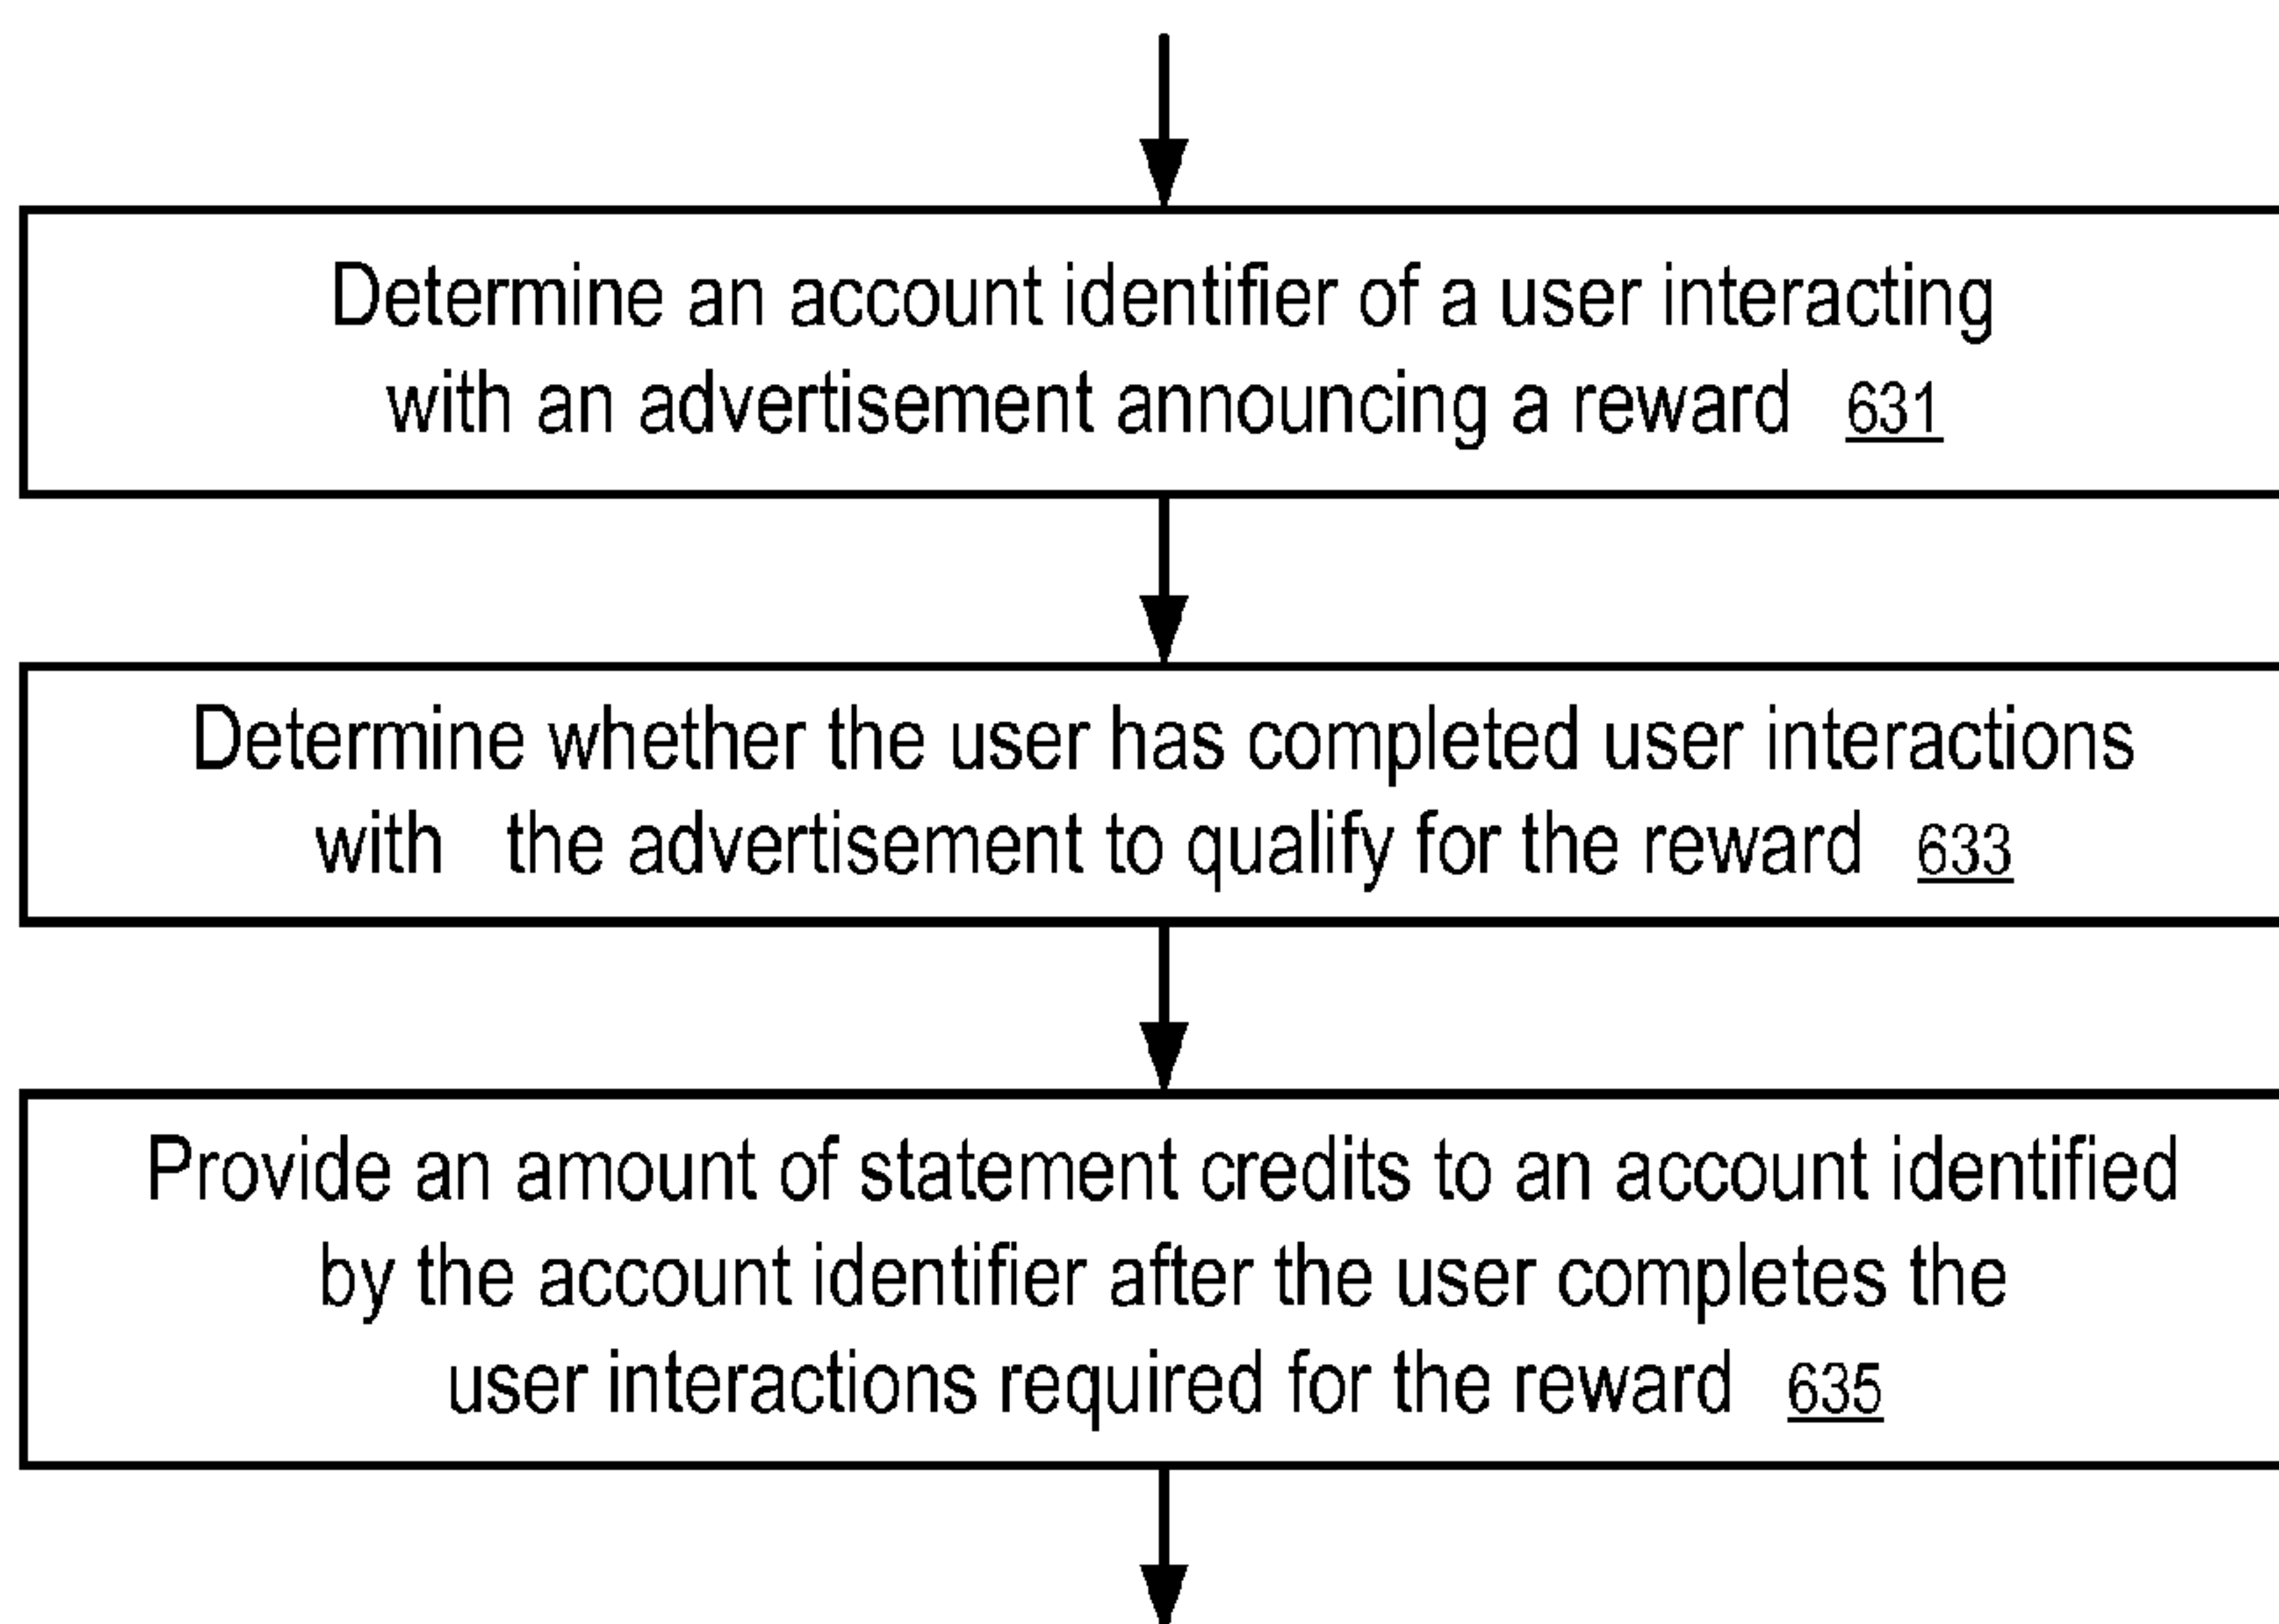 Determine an account identifier of a user interacting
with an advertisement announcing a reward 631
Determine whether the user has completed user interactions
with the advertisement to qualify for the reward 633
Provide an amount of statement credits to an account identified
by the account identifier after the user completes the
user interactions required for the reward 635